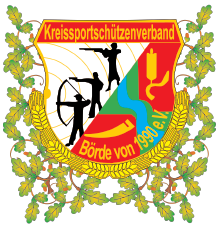 Kreissportschützenverband
Börde von 1990 e.V.